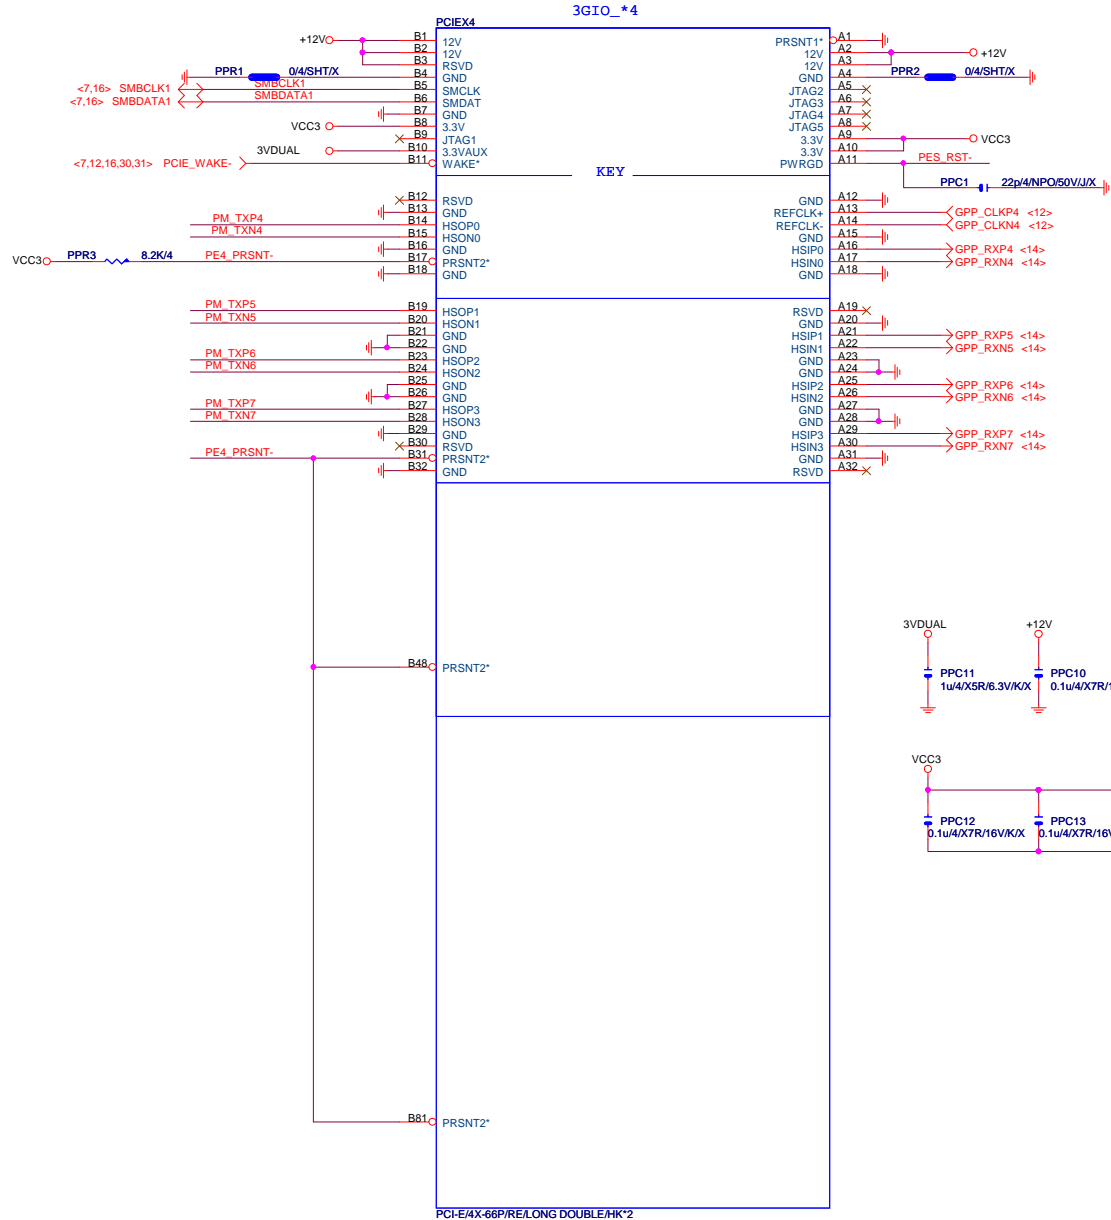 3GIO_*4
PCIEX4
+12V B1 12V PRSNT1* A1
B2 12V 12V A2 +12V
B3 RSVD 12V A3
PPR1 0/4/SHT/X B4 GND GND A4 PPR2 0/4/SHT/X
<7,16> SMBCLK1 SMBCLK1 B5 SMCLK JTAG2 A5
<7,16> SMBDATA1 SMBDATA1 B6 SMDAT JTAG3 A6
B7 GND JTAG4 A7
VCC3 B8 3.3V JTAG5 A8
B9 JTAG1 3.3V A9 VCC3
3VDUAL B10 3.3VAUX 3.3V A10
<7,12,16,30,31> PCIE_WAKE- B11 WAKE* PWRGD A11 PES_RST-
KEY
PPC1 22p/4/NPO/50V/J/X
B12 RSVD GND A12
B13 GND REFCLK+ A13 GPP_CLKP4 <12>
PM_TXP4 B14 HSOP0 REFCLK- A14 GPP_CLKN4 <12>
PM_TXN4 B15 HSON0 GND A15
B16 GND HSIP0 A16 GPP_RXP4 <14>
VCC3 PPR3 8.2K/4 PE4_PRSNT- B17 PRSNT2* HSIN0 A17 GPP_RXN4 <14>
B18 GND GND A18
PM_TXP5 B19 HSOP1 RSVD A19
PM_TXN5 B20 HSON1 GND A20
B21 GND HSIP1 A21 GPP_RXP5 <14>
B22 GND HSIN1 A22 GPP_RXN5 <14>
PM_TXP6 B23 HSOP2 GND A23
PM_TXN6 B24 HSON2 GND A24
B25 GND HSIP2 A25 GPP_RXP6 <14>
B26 GND HSIN2 A26 GPP_RXN6 <14>
PM_TXP7 B27 HSOP3 GND A27
PM_TXN7 B28 HSON3 GND A28
B29 GND HSIP3 A29 GPP_RXP7 <14>
B30 RSVD HSIN3 A30 GPP_RXN7 <14>
PE4_PRSNT- B31 PRSNT2* GND A31
B32 GND RSVD A32
3VDUAL +12V
B48 PRSNT2*
PPC11 PPC10
1u/4/X5R/6.3V/K/X 0.1u/4/X7R/1
VCC3
PPC12 PPC13
0.1u/4/X7R/16V/K/X 0.1u/4/X7R/16V
B81 PRSNT2*
PCI-E/4X-66P/RE/LONG DOUBLE/HK*2